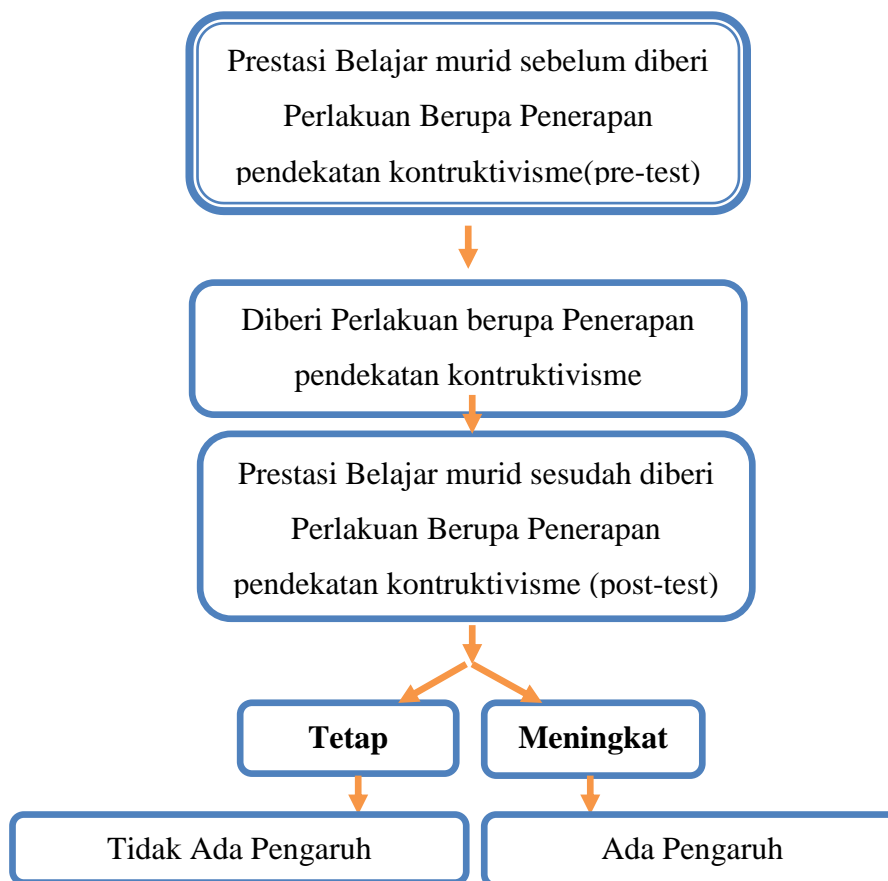 Prestasi Belajar murid sebelum diberi
Perlakuan Berupa Penerapan
pendekatan kontruktivisme(pre-test)
Diberi Perlakuan berupa Penerapan
pendekatan kontruktivisme
Prestasi Belajar murid sesudah diberi
Perlakuan Berupa Penerapan
pendekatan kontruktivisme (post-test)
Tetap
Meningkat
Tidak Ada Pengaruh
Ada Pengaruh